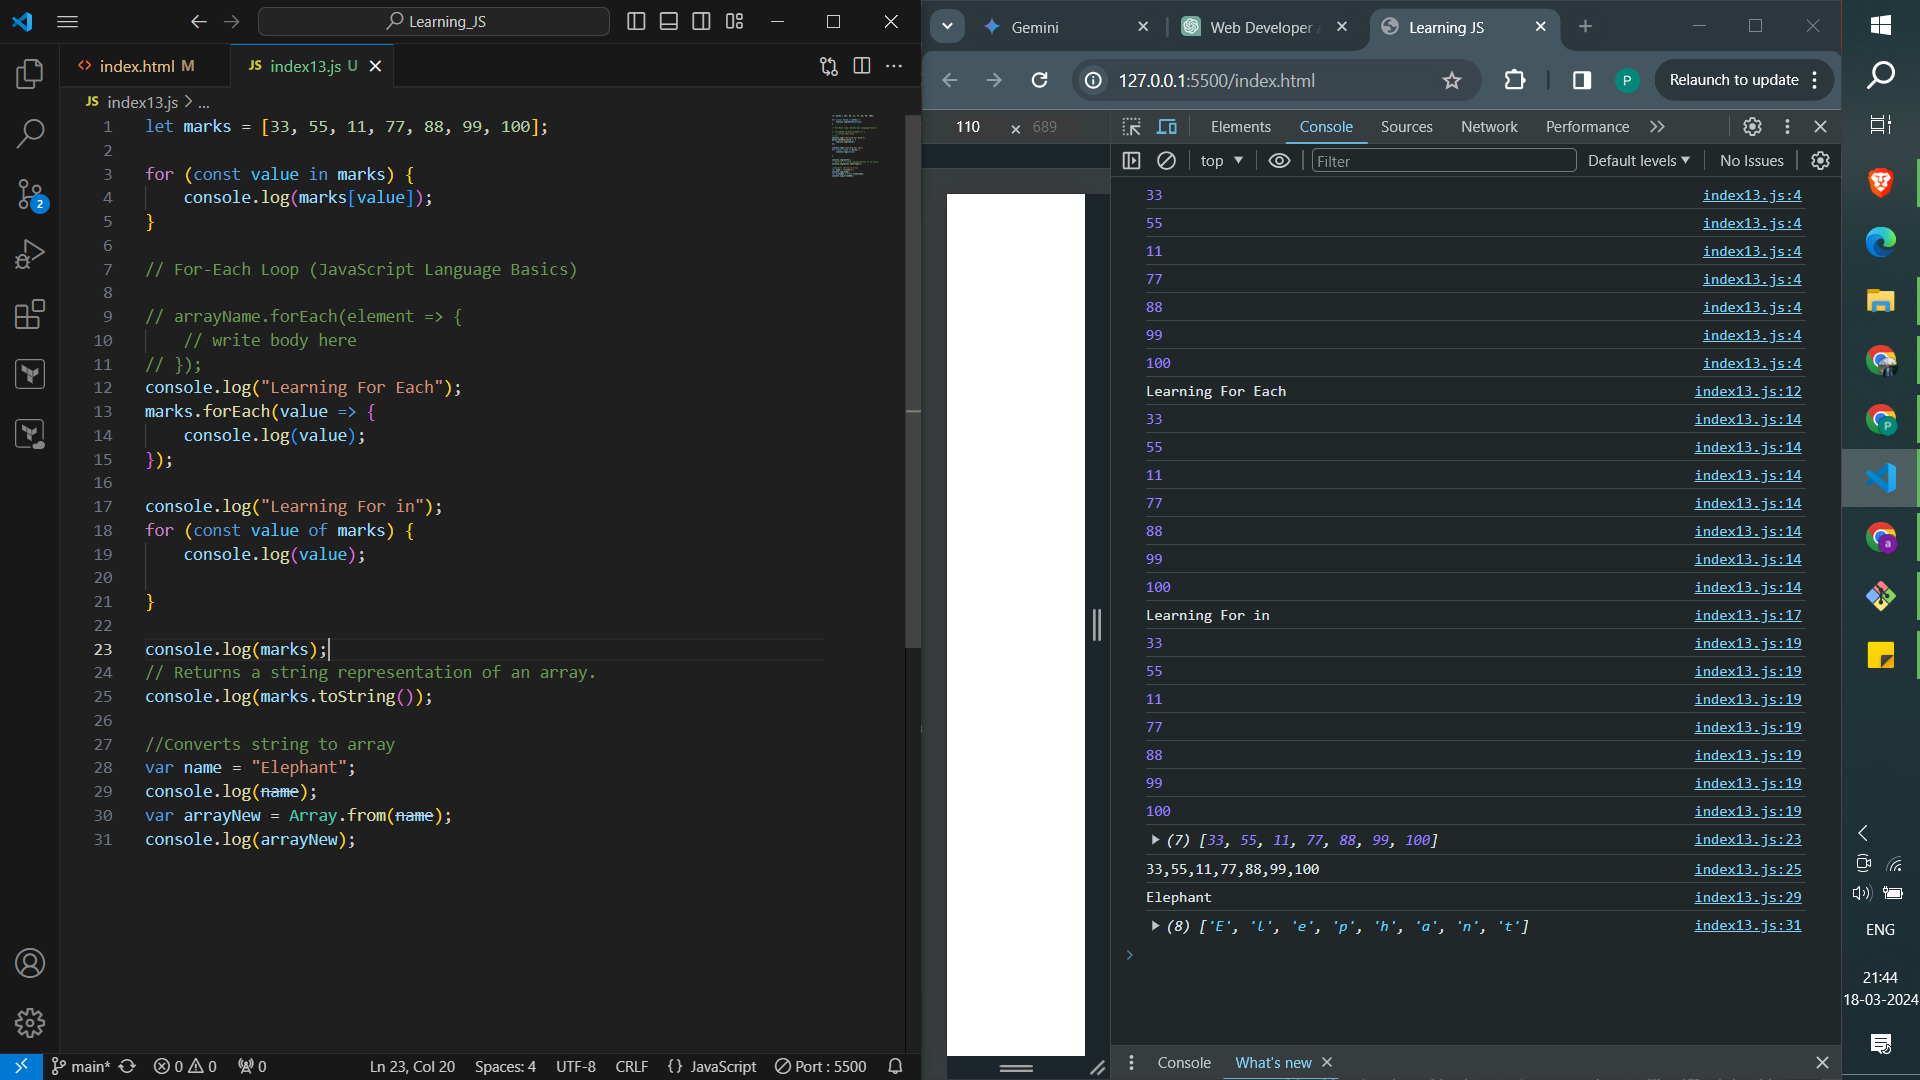 Learning_JS
index.html M
JS index13.js U
JS index13.js > ...
1 let marks = [33, 55, 11, 77, 88, 99, 100];
2
3 for (const value in marks) {
4 console.log(marks[value]);
5 }
6
7 // For-Each Loop (JavaScript Language Basics)
8
9 // arrayName.forEach(element => {
10 // write body here
11 // });
12 console.log("Learning For Each");
13 marks.forEach(value => {
14 console.log(value);
15 });
16
17 console.log("Learning For in");
18 for (const value of marks) {
19 console.log(value);
20
21 }
22
23 console.log(marks);
24 // Returns a string representation of an array.
25 console.log(marks.toString());
26
27 //Converts string to array
28 var name = "Elephant";
29 console.log(name);
30 var arrayNew = Array.from(name);
31 console.log(arrayNew);
2
main* 0 0 0 Ln 23, Col 20 Spaces: 4 UTF-8 CRLF {} JavaScript Port : 5500
Gemini Web Developer Learning JS
127.0.0.1:5500/index.html P Relaunch to update
110 x 689 Elements Console Sources Network Performance
top Filter Default levels No Issues
33 index13.js:4
55 index13.js:4
11 index13.js:4
77 index13.js:4
88 index13.js:4
99 index13.js:4
100 index13.js:4
Learning For Each index13.js:12
33 index13.js:14
55 index13.js:14
11 index13.js:14
77 index13.js:14
88 index13.js:14
99 index13.js:14
100 index13.js:14
Learning For in index13.js:17
33 index13.js:19
55 index13.js:19
11 index13.js:19
77 index13.js:19
88 index13.js:19
99 index13.js:19
100 index13.js:19
(7) [33, 55, 11, 77, 88, 99, 100] index13.js:23
33,55,11,77,88,99,100 index13.js:25
Elephant index13.js:29
(8) ['E', 'l', 'e', 'p', 'h', 'a', 'n', 't'] index13.js:31
Console What's new
P
a
ENG
21:44
18-03-2024